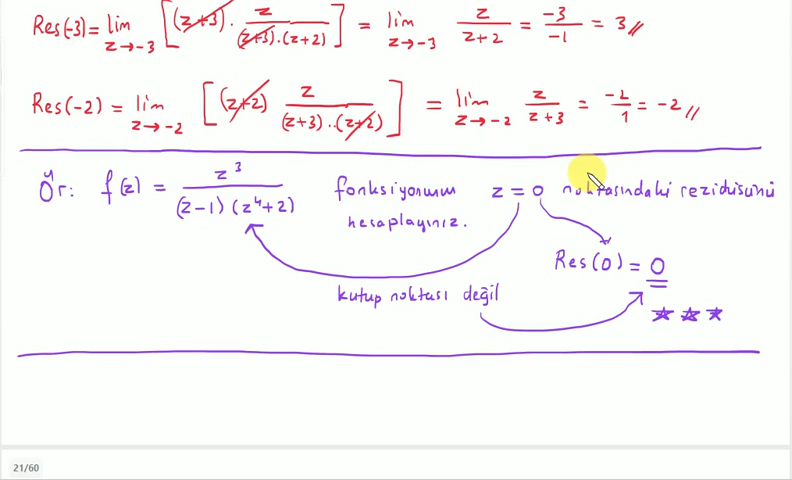 Res(-3) = lim z→-3 [(z+3) · z/((z+3)·(z+2))] = lim z→-3 z/(z+2) = -3/-1 = 3 //
Res(-2) = lim z→-2 [(z+2) z/((z+3)·(z+2))] = lim z→-2 z/(z+3) = -2/1 = -2 //
Ör: f(z) = z³/((z-1)(z⁴+2)) fonksiyonunun z = 0 noktasındaki rezidüsünü
hesaplayınız.
Res(0) = 0
kutup noktası değil
21/60